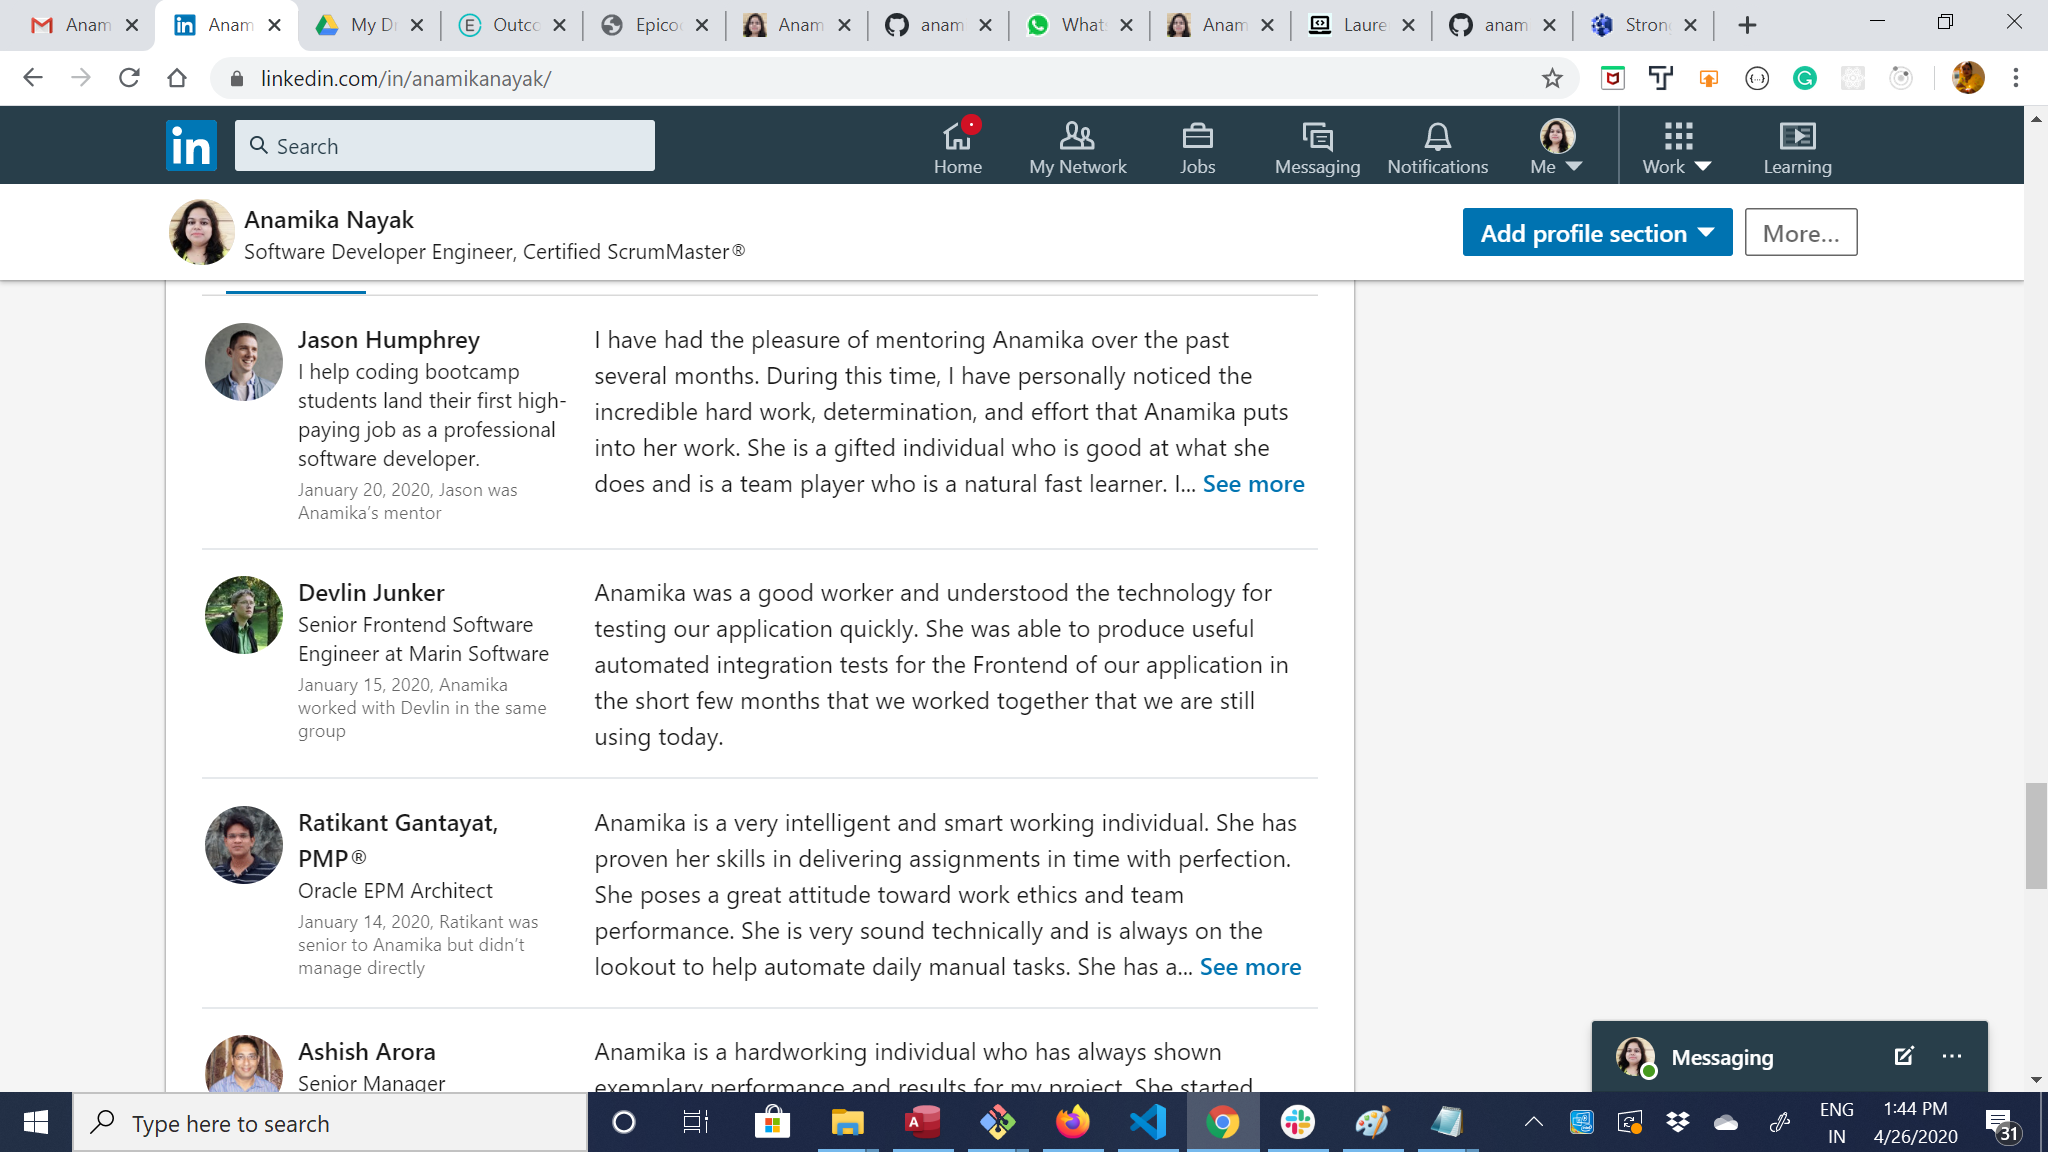 Anam
Anam
My Dr
Outco
Epico
Anam
anam
What
Anam
Laure
anam
Stron
linkedin.com/in/anamikanayak/
in
Search
Home
My Network
Jobs
Messaging
Notifications
Me
Work
Learning
Anamika Nayak
Software Developer Engineer, Certified ScrumMaster®
Add profile section
More...
Jason Humphrey
I help coding bootcamp
students land their first high-
paying job as a professional
software developer.
January 20, 2020, Jason was
Anamika's mentor
I have had the pleasure of mentoring Anamika over the past
several months. During this time, I have personally noticed the
incredible hard work, determination, and effort that Anamika puts
into her work. She is a gifted individual who is good at what she
does and is a team player who is a natural fast learner. I... See more
Devlin Junker
Senior Frontend Software
Engineer at Marin Software
January 15, 2020, Anamika
worked with Devlin in the same
group
Anamika was a good worker and understood the technology for
testing our application quickly. She was able to produce useful
automated integration tests for the Frontend of our application in
the short few months that we worked together that we are still
using today.
Ratikant Gantayat,
PMP®
Oracle EPM Architect
January 14, 2020, Ratikant was
senior to Anamika but didn't
manage directly
Anamika is a very intelligent and smart working individual. She has
proven her skills in delivering assignments in time with perfection.
She poses a great attitude toward work ethics and team
performance. She is very sound technically and is always on the
lookout to help automate daily manual tasks. She has a... See more
Ashish Arora
Senior Manager
Anamika is a hardworking individual who has always shown
exemplary performance and results for my project. She started
Messaging
Type here to search
ENG
IN
1:44 PM
4/26/2020
31